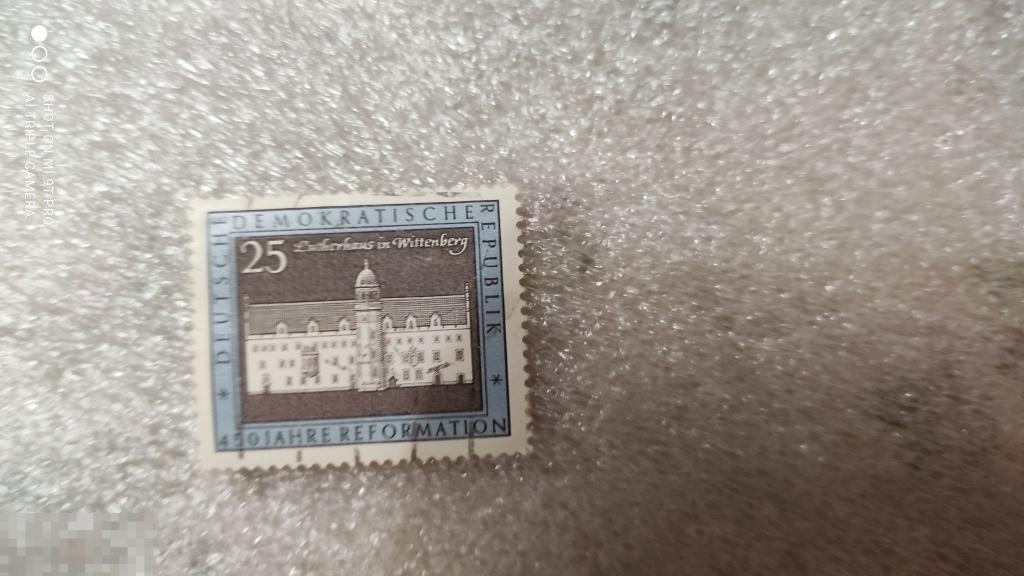 SHOT ON MI 9T PRO
AI TRIPLE CAMERA
DEUTSCHE
DEMOKRATISCHE
REPUBLIK
25 Lutherhaus in Wittenberg
* 450 JAHRE REFORMATION *